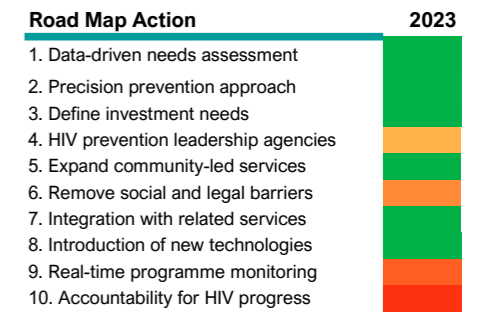 Road Map Action 2023
1. Data-driven needs assessment
2. Precision prevention approach
3. Define investment needs
4. HIV prevention leadership agencies
5. Expand community-led services
6. Remove social and legal barriers
7. Integration with related services
8. Introduction of new technologies
9. Real-time programme monitoring
10. Accountability for HIV progress